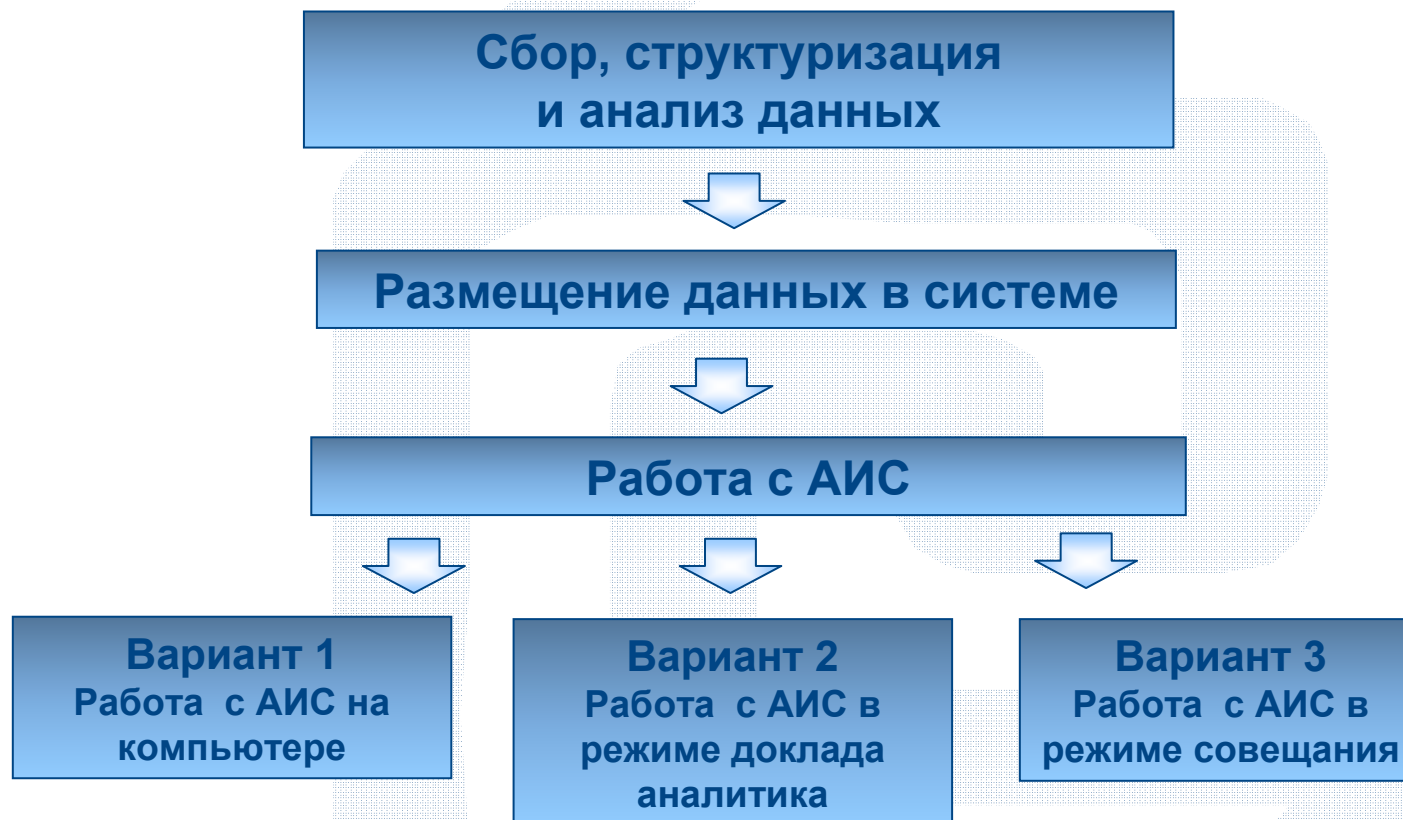 Сбор, структуризация
и анализ данных
Размещение данных в системе
Работа с АИС
Вариант 1
Работа с АИС на
компьютере
Вариант 2
Работа с АИС в
режиме доклада
аналитика
Вариант 3
Работа с АИС в
режиме совещания